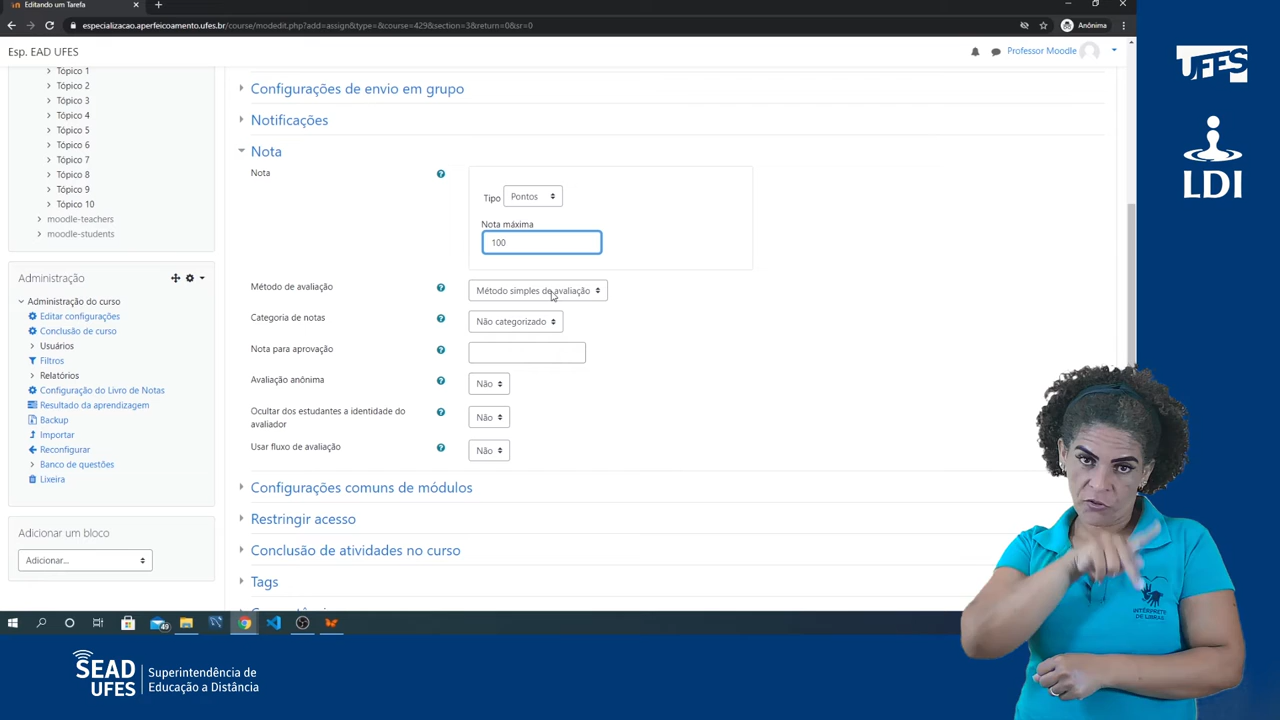 Editando um Tarefa
especializacao.aperfeicoamento.ufes.br/course/modedit.php?add=assign&type=&course=429&section=3&return=0&sr=0
Anônima
Esp. EAD UFES
Professor Moodle
Tópico 1
Tópico 2
Tópico 3
Tópico 4
Tópico 5
Tópico 6
Tópico 7
Tópico 8
Tópico 9
Tópico 10
moodle-teachers
moodle-students
Administração
Administração do curso
Editar configurações
Conclusão de curso
Usuários
Filtros
Relatórios
Configuração do Livro de Notas
Resultado da aprendizagem
Backup
Importar
Reconfigurar
Banco de questões
Lixeira
Adicionar um bloco
Adicionar...
Configurações de envio em grupo
Notificações
Nota
Nota
Tipo Pontos
Nota máxima
100
Método de avaliação Método simples de avaliação
Categoria de notas Não categorizado
Nota para aprovação
Avaliação anônima Não
Ocultar dos estudantes a identidade do
avaliador Não
Usar fluxo de avaliação Não
Configurações comuns de módulos
Restringir acesso
Conclusão de atividades no curso
Tags
49
UFES
LDI
INTÉRPRETE
DE LIBRAS
SEAD
UFES
Superintendência de
Educação a Distância